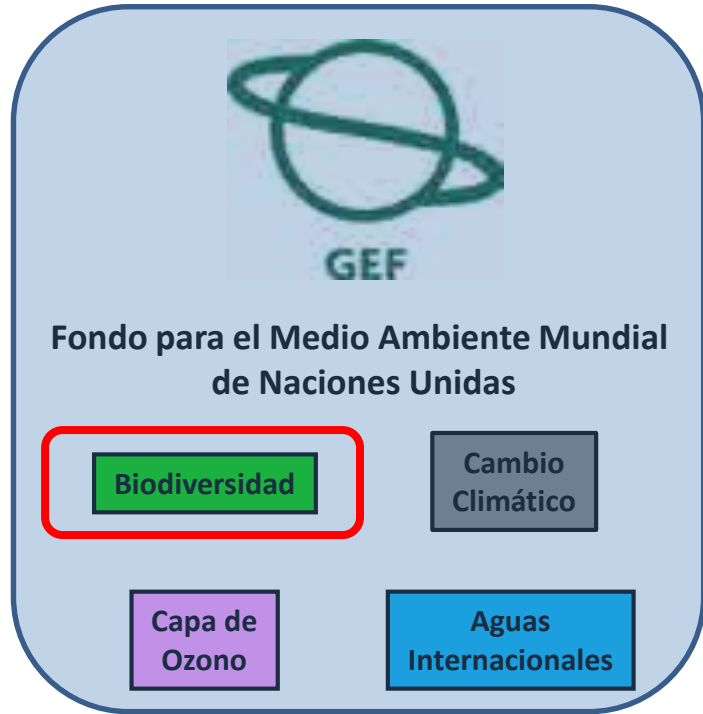 GEF
Fondo para el Medio Ambiente Mundial
de Naciones Unidas
Biodiversidad
Cambio
Climático
Capa de
Ozono
Aguas
Internacionales